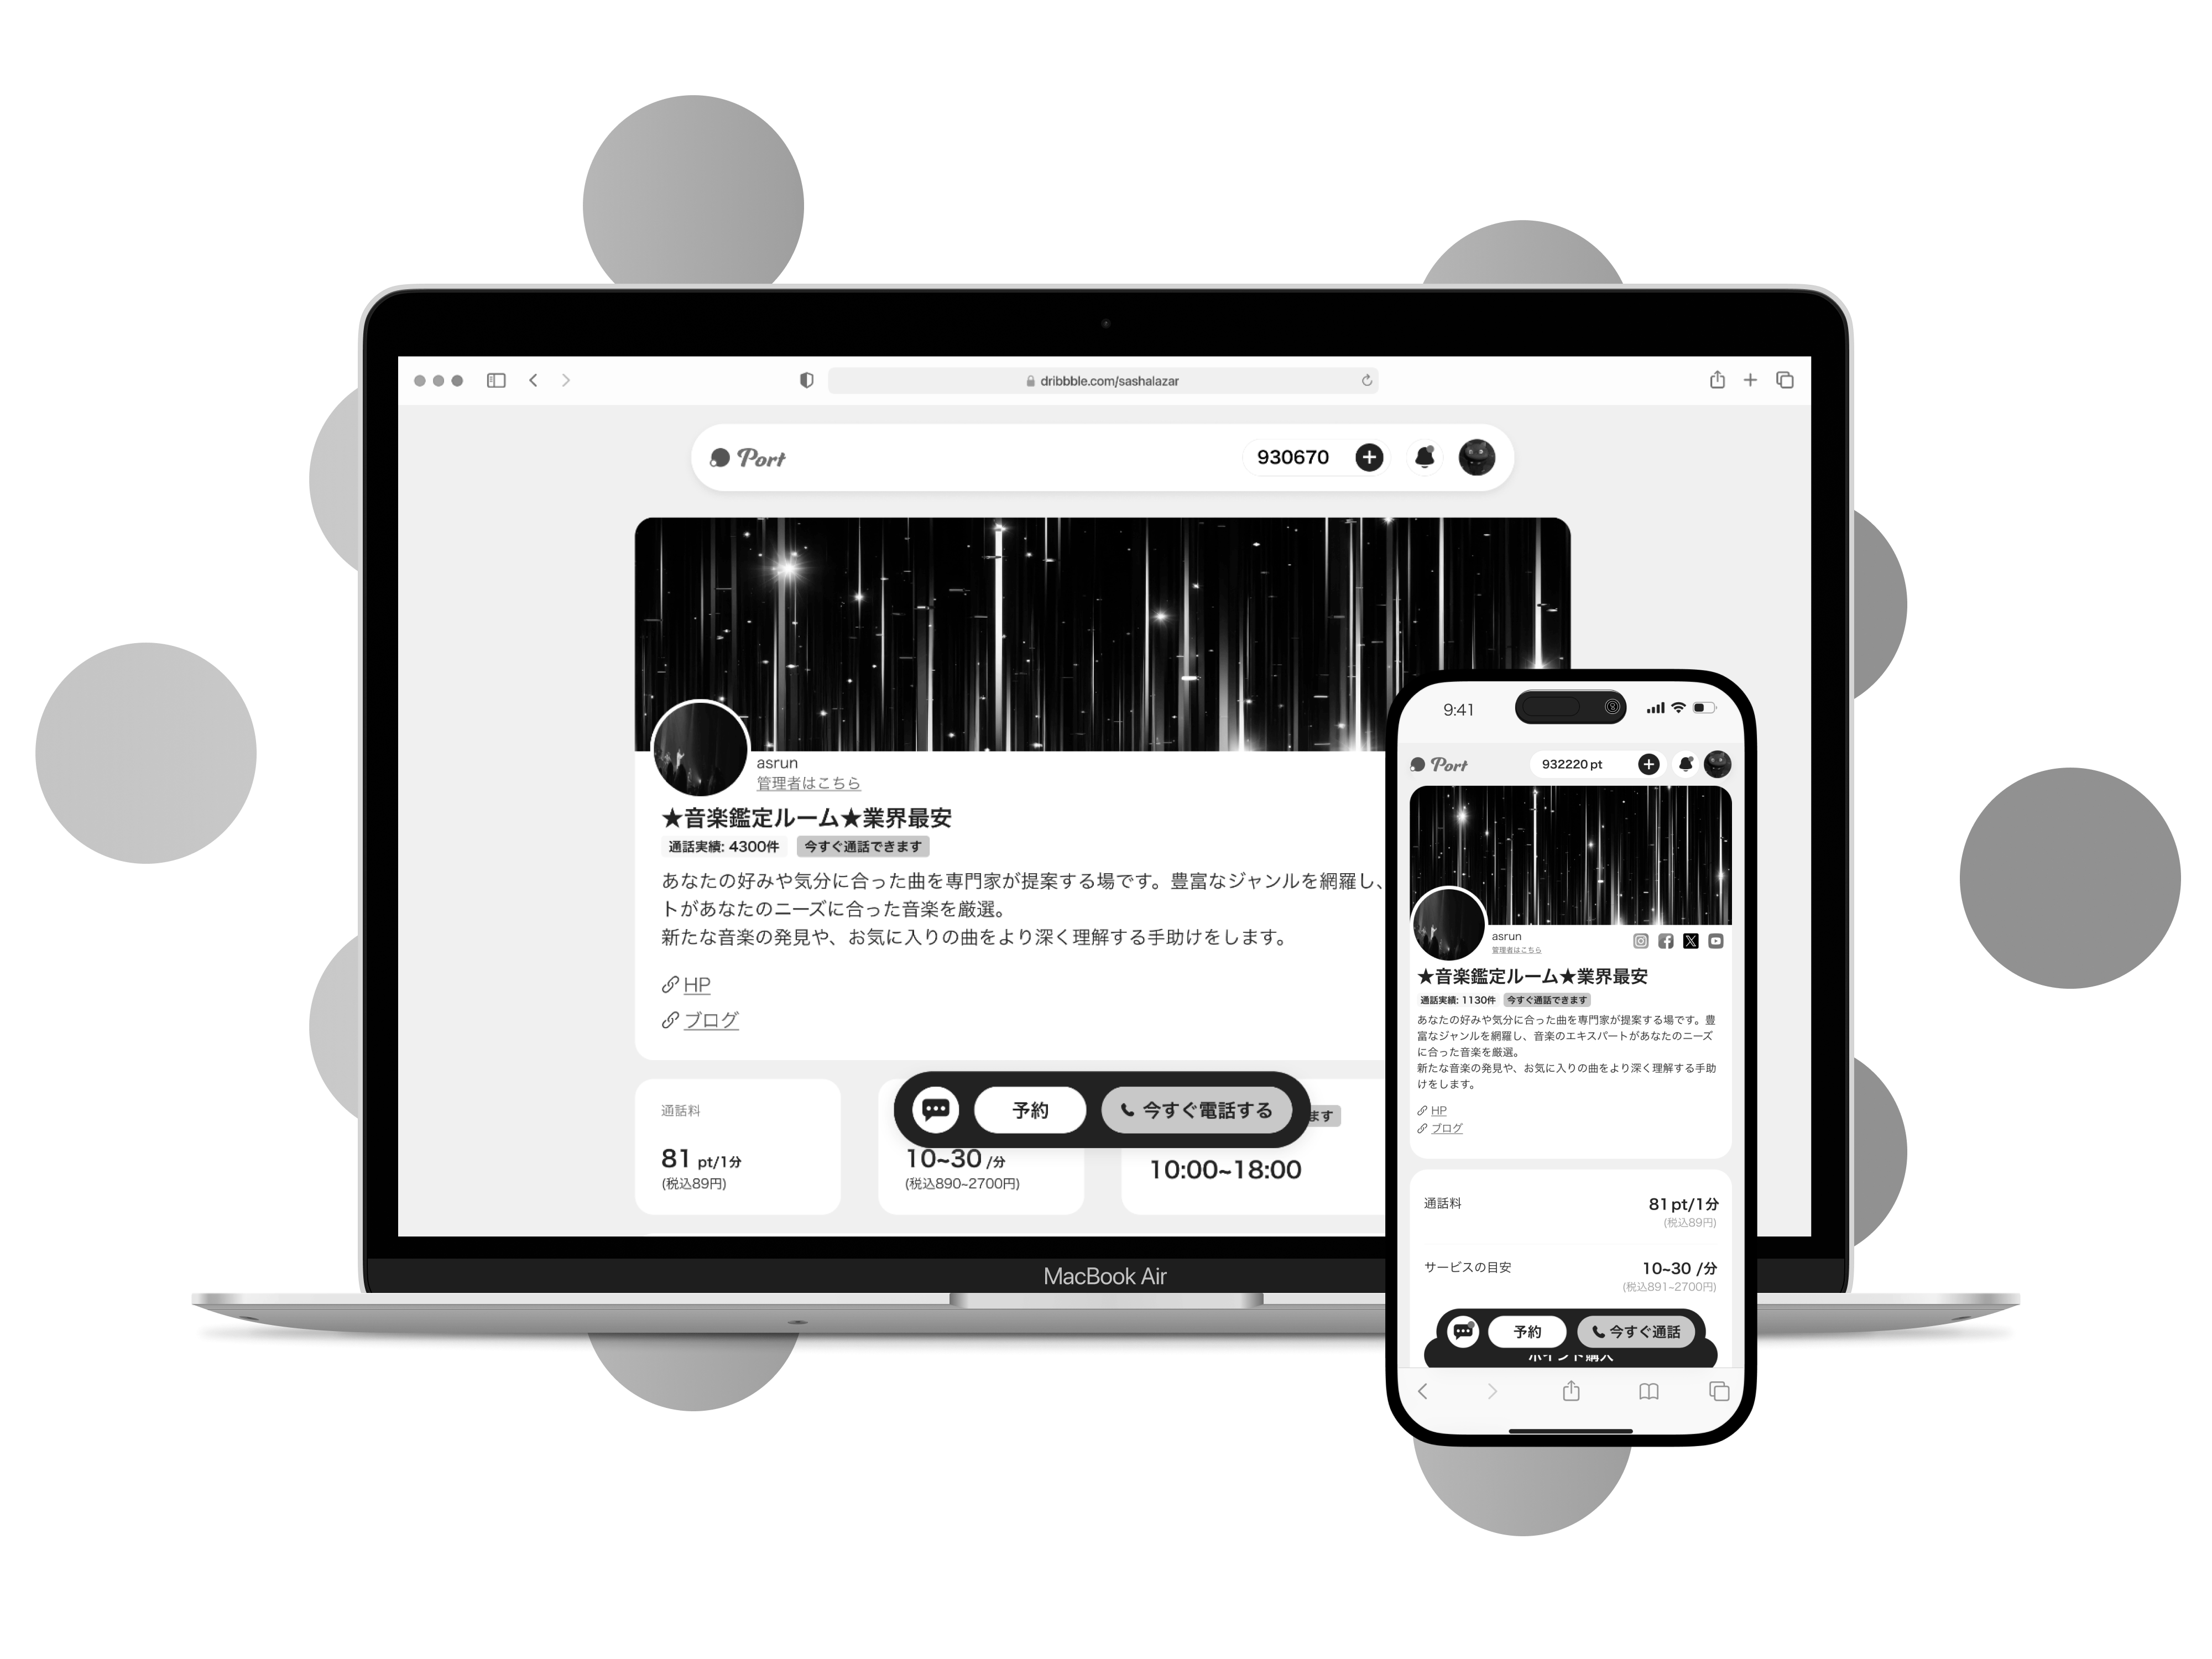 dribbble.com/sashalazar
Port
930670
asrun
管理者はこちら
★音楽鑑定ルーム★業界最安
通話実績: 4300件 今すぐ通話できます
あなたの好みや気分に合った曲を専門家が提案する場です。豊富なジャンルを網羅し、
トがあなたのニーズに合った音楽を厳選。
新たな音楽の発見や、お気に入りの曲をより深く理解する手助けをします。
HP
ブログ
予約
今すぐ電話する
ます
通話料
81 pt/1分
(税込89円)
10~30 /分
(税込890~2700円)
10:00~18:00
MacBook Air
9:41
Port
932220 pt
asrun
管理者はこちら
★音楽鑑定ルーム★業界最安
通話実績: 1130件 今すぐ通話できます
あなたの好みや気分に合った曲を専門家が提案する場です。豊
富なジャンルを網羅し、音楽のエキスパートがあなたのニーズ
に合った音楽を厳選。
新たな音楽の発見や、お気に入りの曲をより深く理解する手助
けをします。
HP
ブログ
通話料
81 pt/1分
(税込89円)
サービスの目安
10~30 /分
(税込891~2700円)
予約
今すぐ通話
ポイント購入